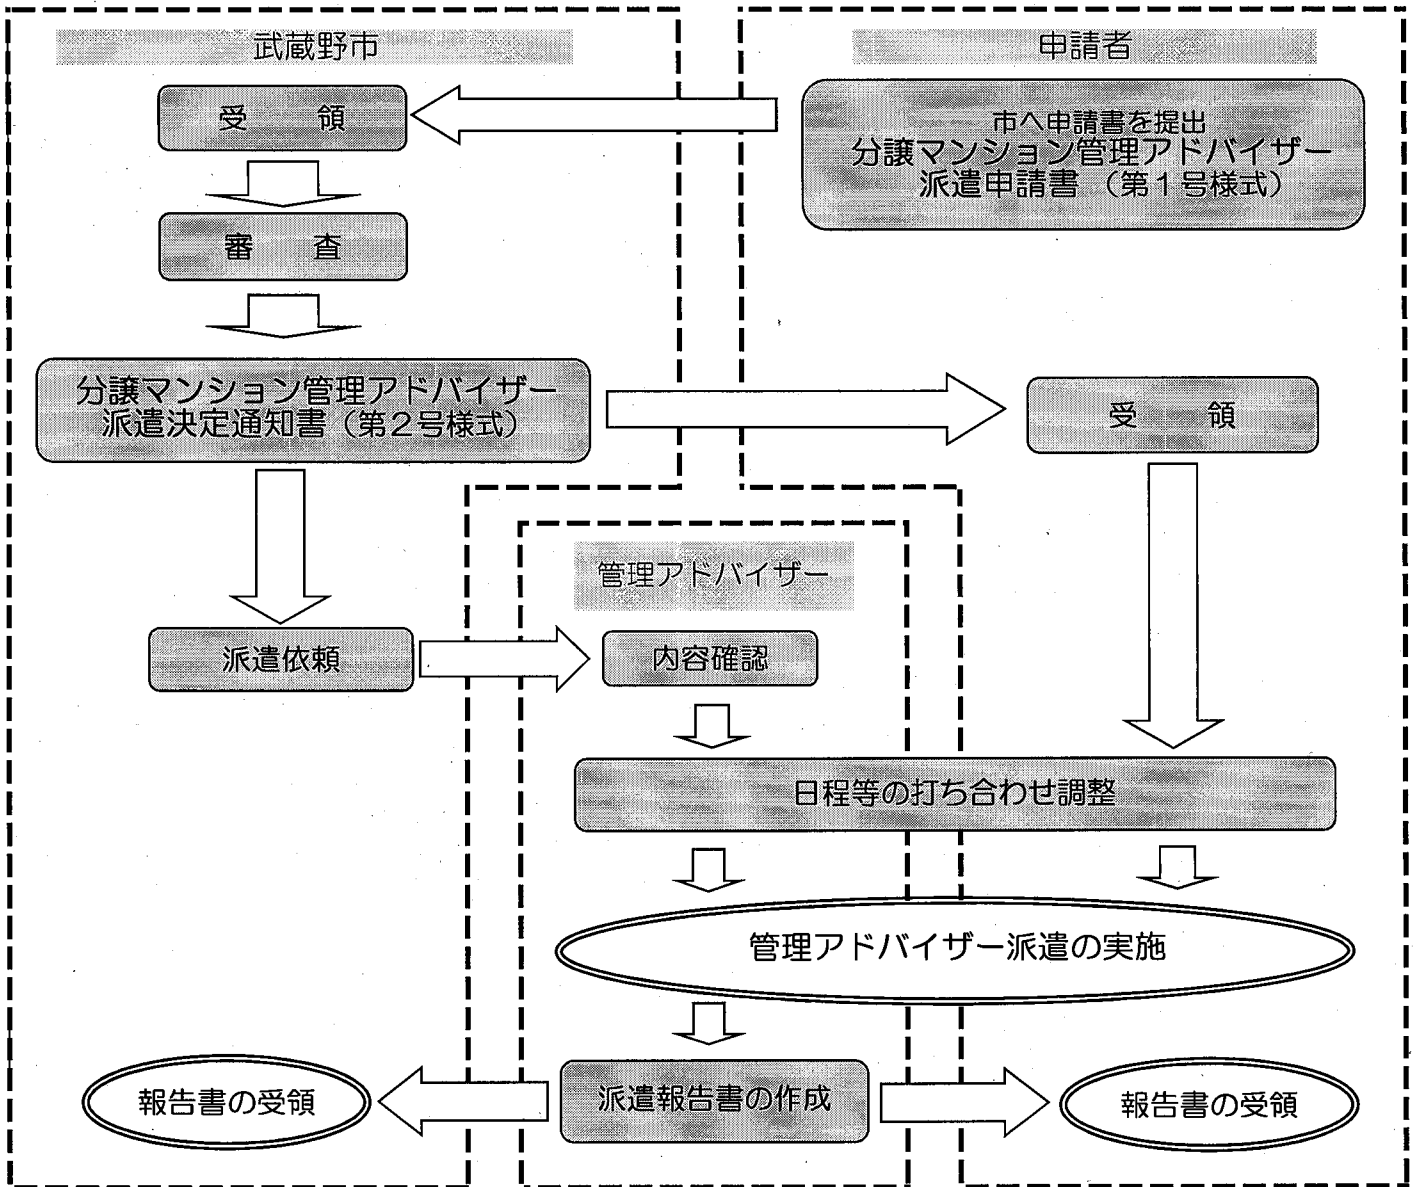 武蔵野市
申請者
受　領
市へ申請書を提出
分譲マンション管理アドバイザー
派遣申請書 （第１号様式）
審　査
分譲マンション管理アドバイザー
派遣決定通知書（第２号様式）
受　領
管理アドバイザー
派遣依頼
内容確認
日程等の打ち合わせ調整
管理アドバイザー派遣の実施
報告書の受領
派遣報告書の作成
報告書の受領